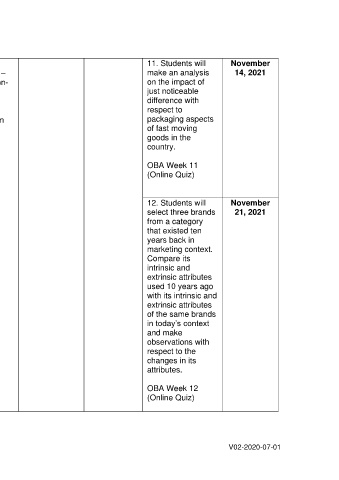 –
n-
n
11. Students will
make an analysis
on the impact of
just noticeable
difference with
respect to
packaging aspects
of fast moving
goods in the
country.
OBA Week 11
(Online Quiz)
November
14, 2021
12. Students will
select three brands
from a category
that existed ten
years back in
marketing context.
Compare its
intrinsic and
extrinsic attributes
used 10 years ago
with its intrinsic and
extrinsic attributes
of the same brands
in today's context
and make
observations with
respect to the
changes in its
attributes.
OBA Week 12
(Online Quiz)
November
21, 2021
V02-2020-07-01